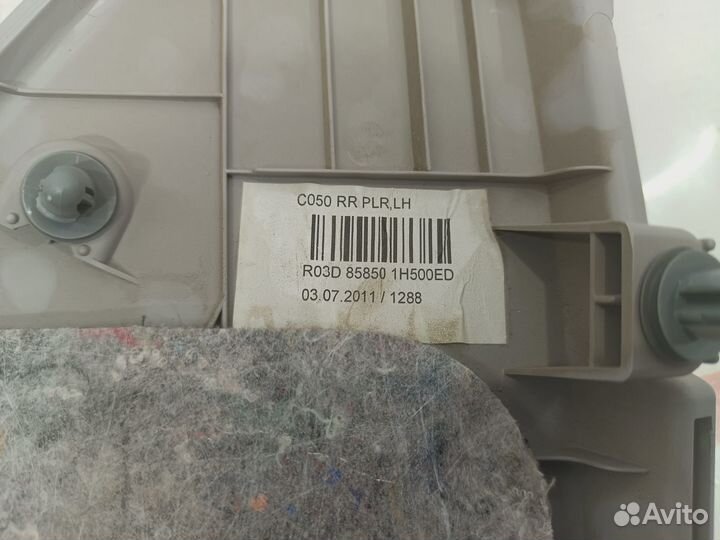 C050 RR PLR,LH
R03D 85850 1H500ED
03.07.2011 / 1288
Avito